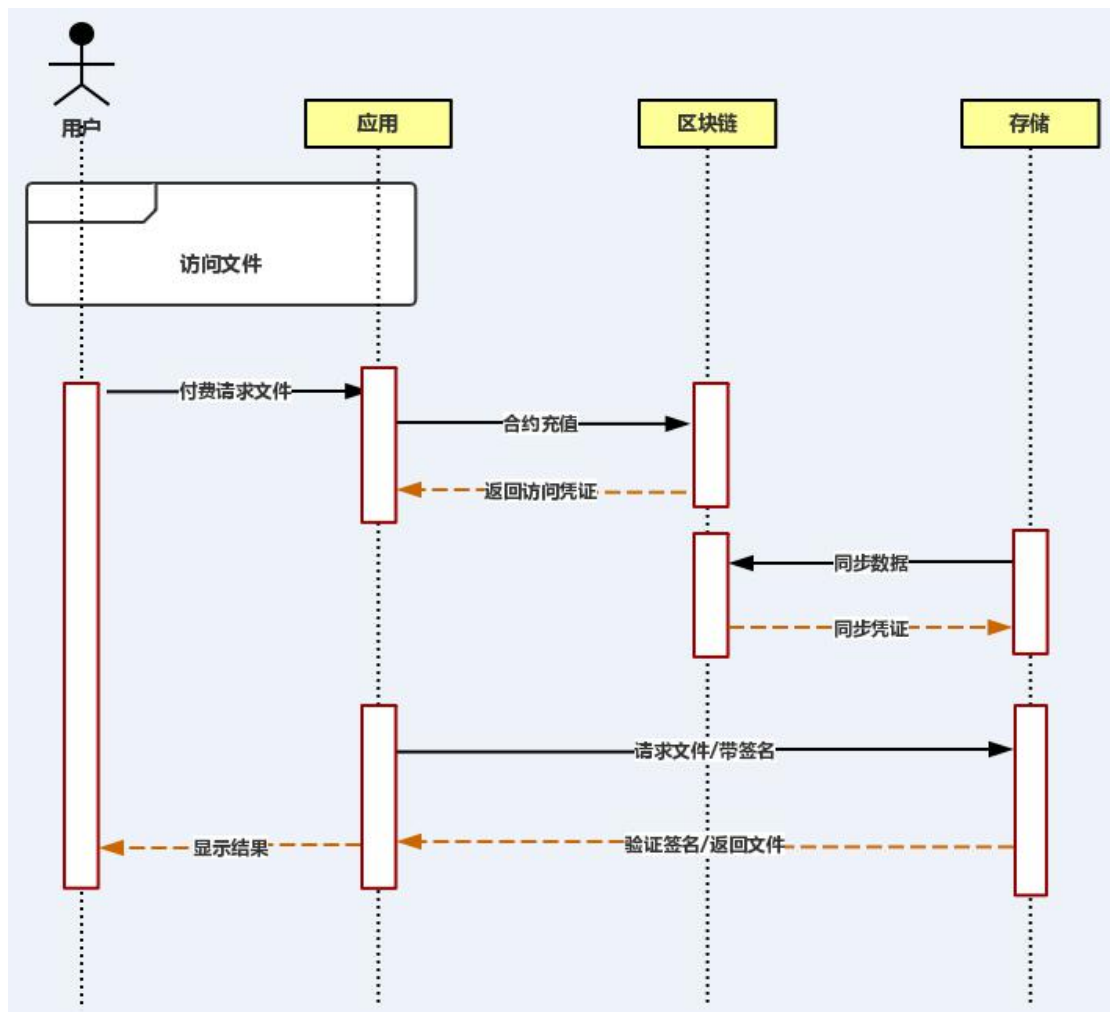 用户
应用
区块链
存储
访问文件
付费请求文件
合约充值
返回访问凭证
同步数据
同步凭证
请求文件/带签名
验证签名/返回文件
显示结果